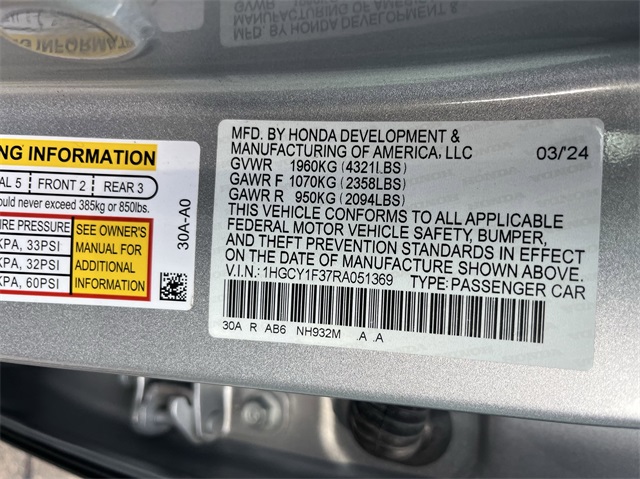 NG INFORMATION
AL 5 FRONT 2 REAR 3
ould never exceed 385kg or 850lbs.
IRE PRESSURE
KPA, 33PSI
KPA, 32PSI
KPA, 60PSI
SEE OWNER'S
MANUAL FOR
ADDITIONAL
INFORMATION
30A-A0
MFD. BY HONDA DEVELOPMENT &
MANUFACTURING OF AMERICA, LLC 03/'24
GVWR 1960KG (4321LBS)
GAWR F 1070KG (2358LBS)
GAWR R 950KG (2094LBS)
THIS VEHICLE CONFORMS TO ALL APPLICABLE
FEDERAL MOTOR VEHICLE SAFETY, BUMPER,
AND THEFT PREVENTION STANDARDS IN EFFECT
ON THE DATE OF MANUFACTURE SHOWN ABOVE.
V.I.N.: 1HGCY1F37RA051369 TYPE: PASSENGER CAR
30A R AB6 NH932M .A .A